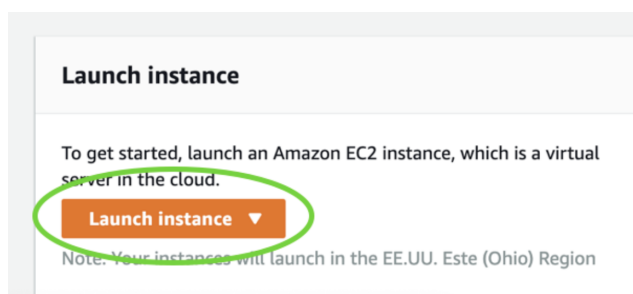 Launch instance
To get started, launch an Amazon EC2 instance, which is a virtual
server in the cloud.
Launch instance
Note: Your instances will launch in the EE.UU. Este (Ohio) Region